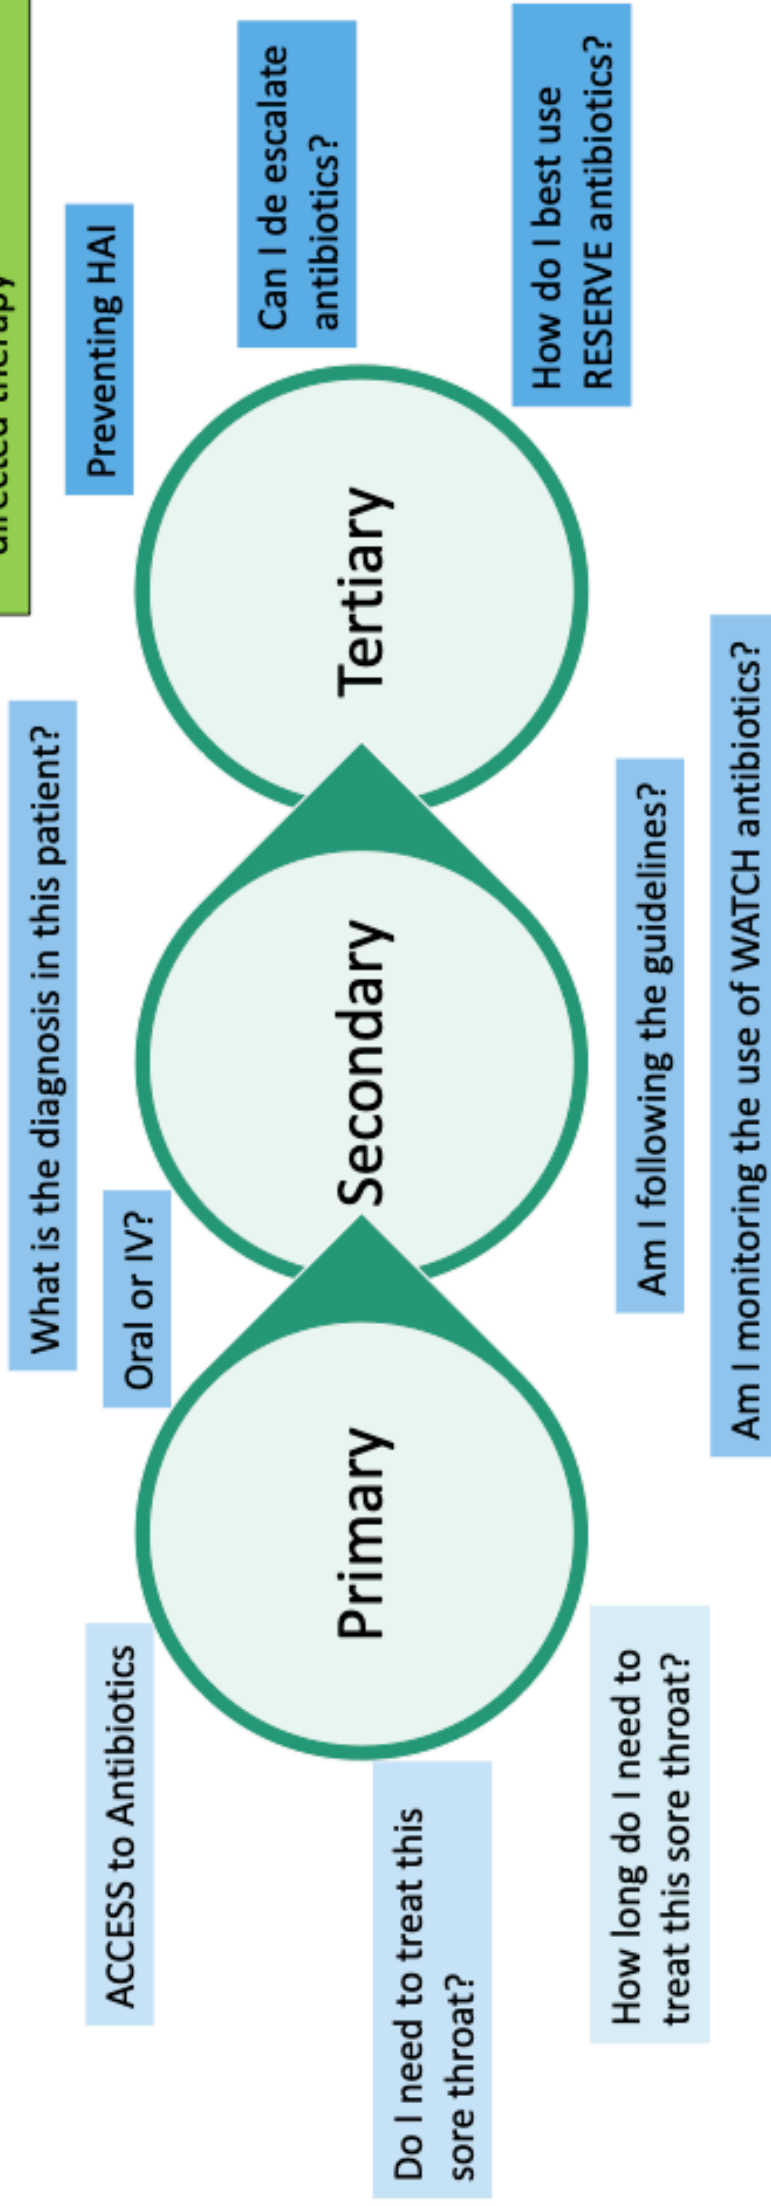 directed therapy
What is the diagnosis in this patient?
Preventing HAI
ACCESS to Antibiotics
Oral or IV?
Can I de escalate
antibiotics?
Primary
Secondary
Tertiary
Do I need to treat this
sore throat?
How do I best use
RESERVE antibiotics?
How long do I need to
treat this sore throat?
Am I following the guidelines?
Am I monitoring the use of WATCH antibiotics?